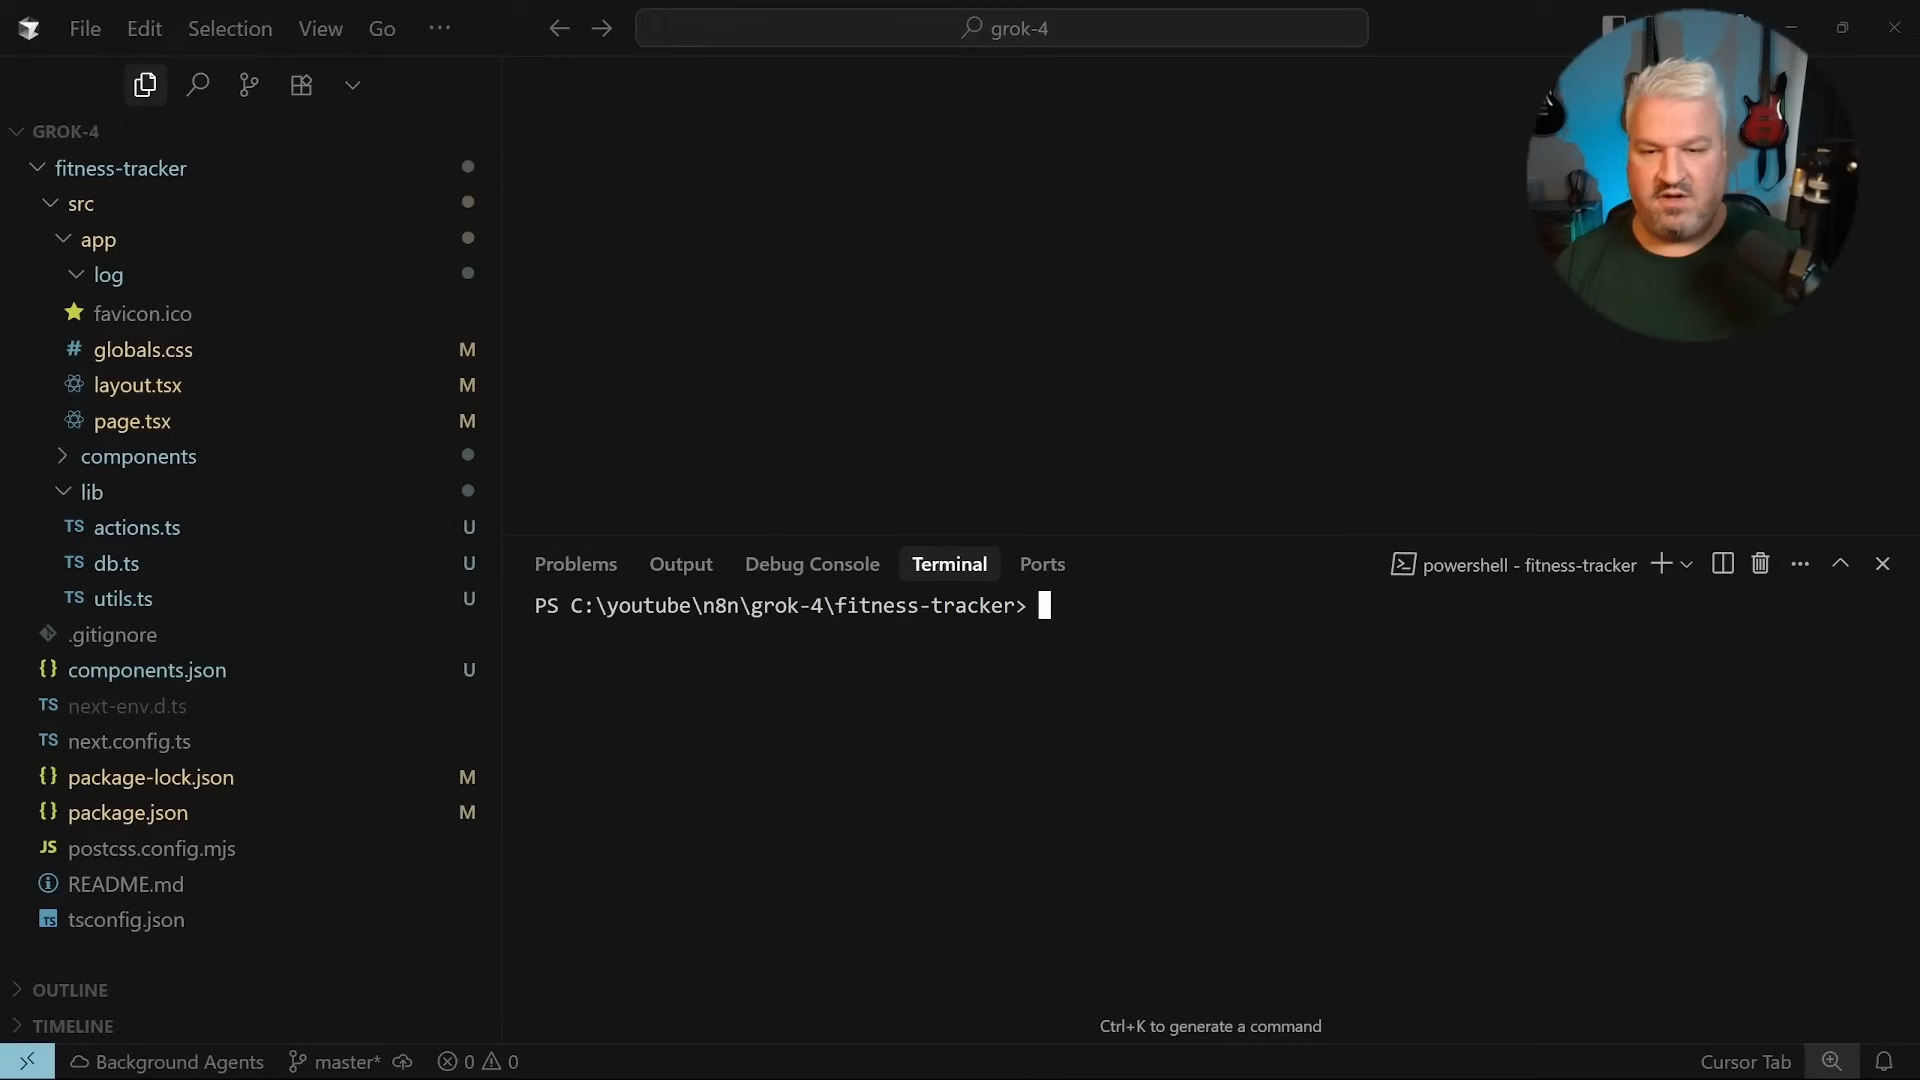 File Edit Selection View Go ···
grok-4
GROK-4
fitness-tracker
src
app
log
favicon.ico
# globals.css M
layout.tsx M
page.tsx M
components
lib
TS actions.ts U
TS db.ts U
TS utils.ts U
.gitignore
{} components.json U
TS next-env.d.ts
TS next.config.ts
{} package-lock.json M
{} package.json M
JS postcss.config.mjs
README.md
TS tsconfig.json
OUTLINE
TIMELINE
Problems Output Debug Console Terminal Ports
powershell - fitness-tracker
PS C:\youtube\n8n\grok-4\fitness-tracker>
Ctrl+K to generate a command
Background Agents master* 0 0 Cursor Tab